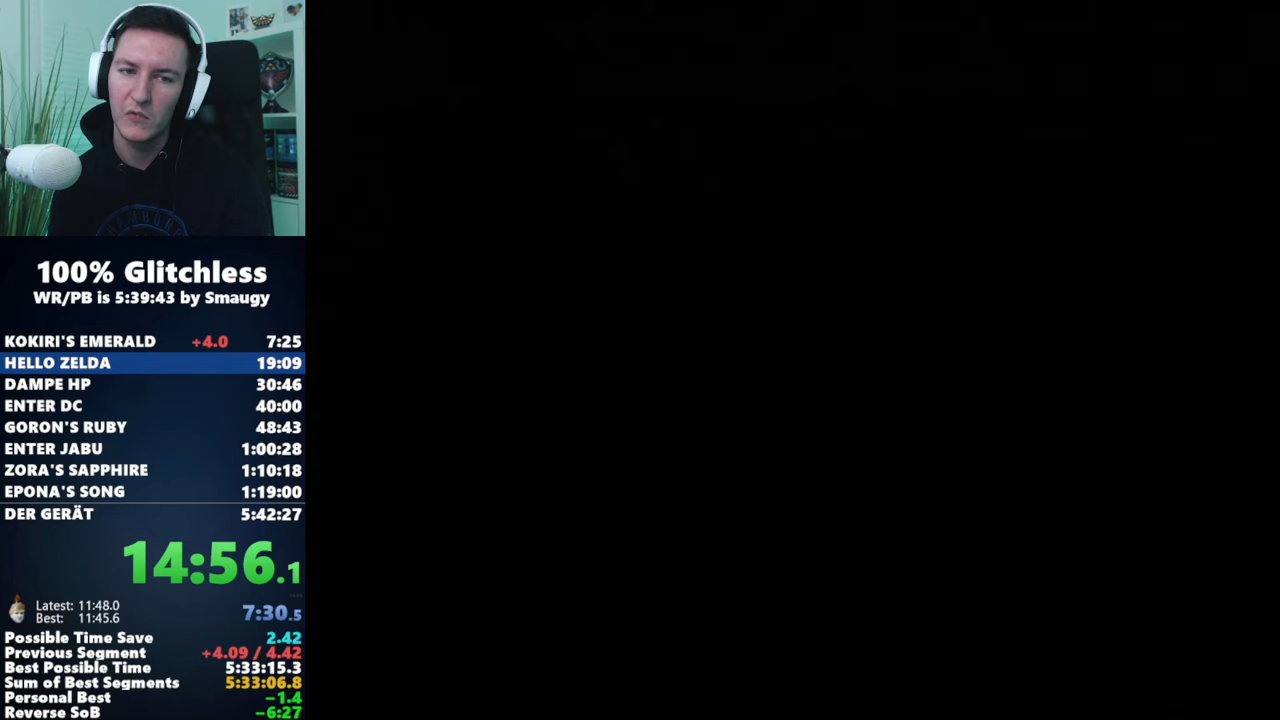 100% Glitchless
WR/PB is 5:39:43 by Smaugy
KOKIRI'S EMERALD +4.0 7:25
HELLO ZELDA 19:09
DAMPE HP 30:46
ENTER DC 40:00
GORON'S RUBY 48:43
ENTER JABU 1:00:28
ZORA'S SAPPHIRE 1:10:18
EPONA'S SONG 1:19:00
DER GERÄT 5:42:27
14:56.1
Latest: 11:48.0
Best: 11:45.6
7:30.5
Possible Time Save 2.42
Previous Segment +4.09 / 4.42
Best Possible Time 5:33:15.3
Sum of Best Segments 5:33:06.8
Personal Best −1.4
Reverse SoB −6:27